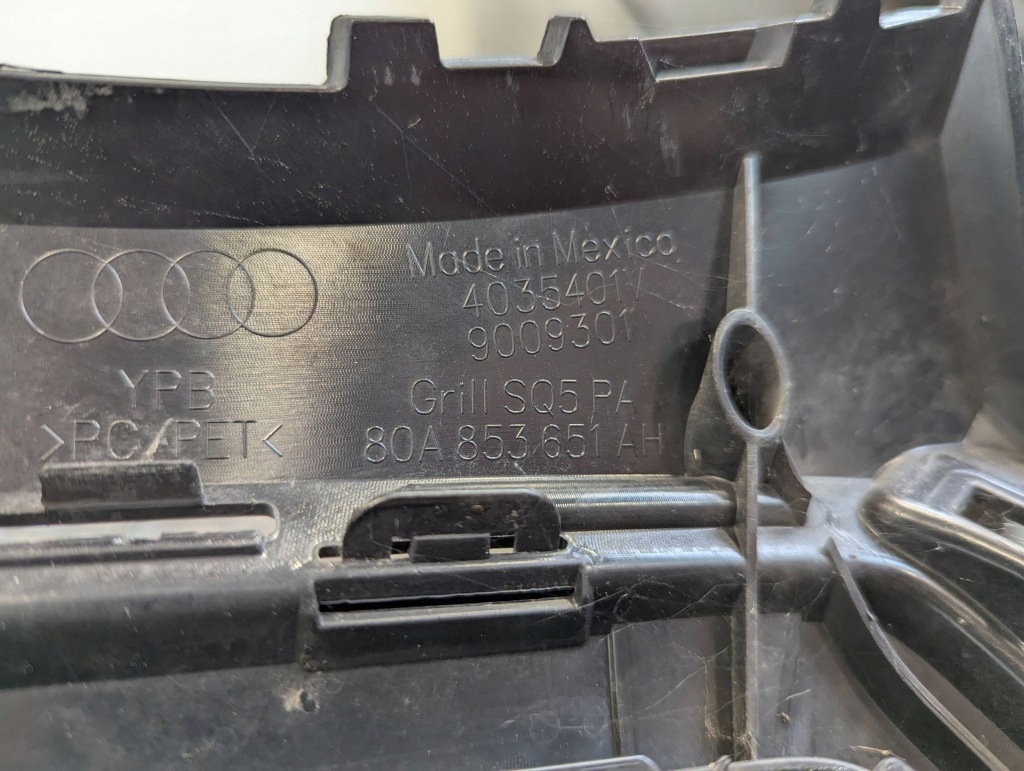 Made in Mexico
4035401V
9009301
YPB
>PC/PET<
Grill SQ5 PA
80A 853 651 AH